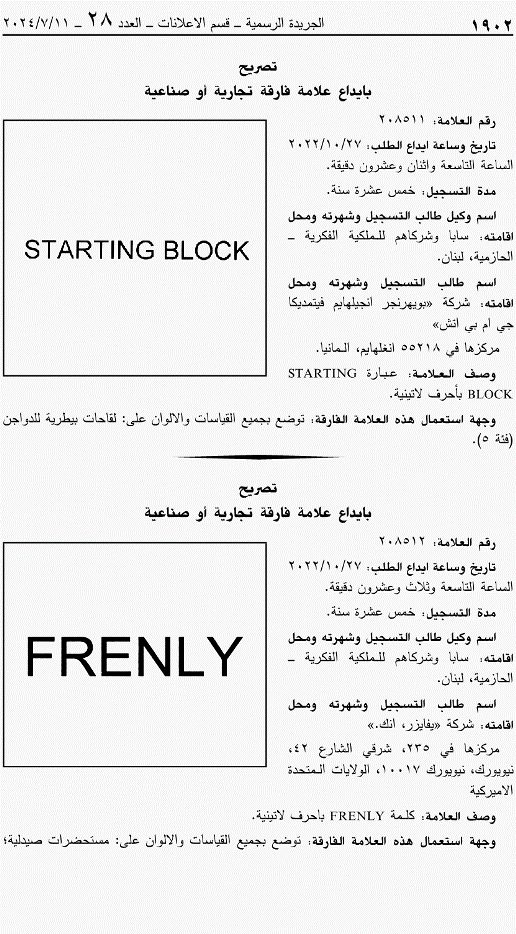 ١٩٠٢ الجريدة الرسمية ـ قسم الاعلانات ـ العدد ٢٨ ـ ٢٠٢٤/٧/١١
تصريح
بايداع علامة فارقة تجارية أو صناعية
رقم العلامة: ٢٠٨٥١١
تاريخ وساعة ايداع الطلب: ٢٠٢٢/١٠/٢٧
الساعة التاسعة واثنان وعشرون دقيقة.
مدة التسجيل: خمس عشرة سنة.
اسم وكيل طالب التسجيل وشهرته ومحل
اقامته: سابا وشركاهم للملكية الفكرية ـ
الحازمية، لبنان.
اسم طالب التسجيل وشهرته ومحل
اقامته: شركة «بويهرنجر انجيلهايم فيتمديكا
جي ام بي اتش»
مركزها في ٥٥٢١٨ انغلهايم، المانيا.
وصف العلامة: عبارة STARTING
BLOCK بأحرف لاتينية.
STARTING BLOCK
وجهة استعمال هذه العلامة الفارقة: توضع بجميع القياسات والالوان على: لقاحات بيطرية للدواجن
(فئة ٥).
تصريح
بايداع علامة فارقة تجارية أو صناعية
رقم العلامة: ٢٠٨٥١٢
تاريخ وساعة ايداع الطلب: ٢٠٢٢/١٠/٢٧
الساعة التاسعة وثلاث وعشرون دقيقة.
مدة التسجيل: خمس عشرة سنة.
اسم وكيل طالب التسجيل وشهرته ومحل
اقامته: سابا وشركاهم للملكية الفكرية ـ
الحازمية، لبنان.
اسم طالب التسجيل وشهرته ومحل
اقامته: شركة «يفايزر، انك.»
مركزها في ٢٣٥، شرقي الشارع ٤٢،
نيويورك، نيويورك ١٠٠١٧، الولايات المتحدة
الاميركية
FRENLY
وصف العلامة: كلمة FRENLY باحرف لاتينية.
وجهة استعمال هذه العلامة الفارقة: توضع بجميع القياسات والالوان على: مستحضرات صيدلية؛